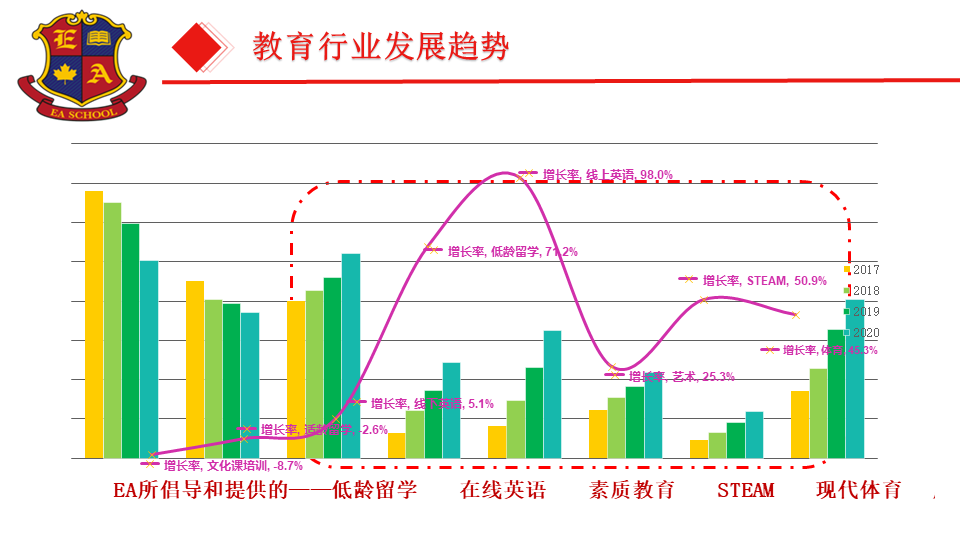 E
A
EA SCHOOL
教育行业发展趋势
增长率, 线上英语, 98.0%
增长率, 低龄留学, 71.2%
2017
增长率, STEAM, 50.9%
2018
2019
2020
增长率, 体育, 45.3%
增长率, 艺术, 25.3%
增长率, 线下英语, 5.1%
增长率, 适龄留学, -2.6%
增长率, 文化课培训, -8.7%
EA所倡导和提供的——低龄留学 在线英语 素质教育 STEAM 现代体育